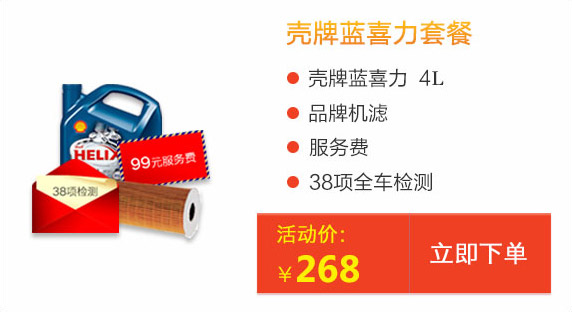 壳牌蓝喜力套餐
壳牌蓝喜力 4L
品牌机滤
服务费
38项全车检测
活动价:
¥268
立即下单
HELIX
99元服务费
38项检测